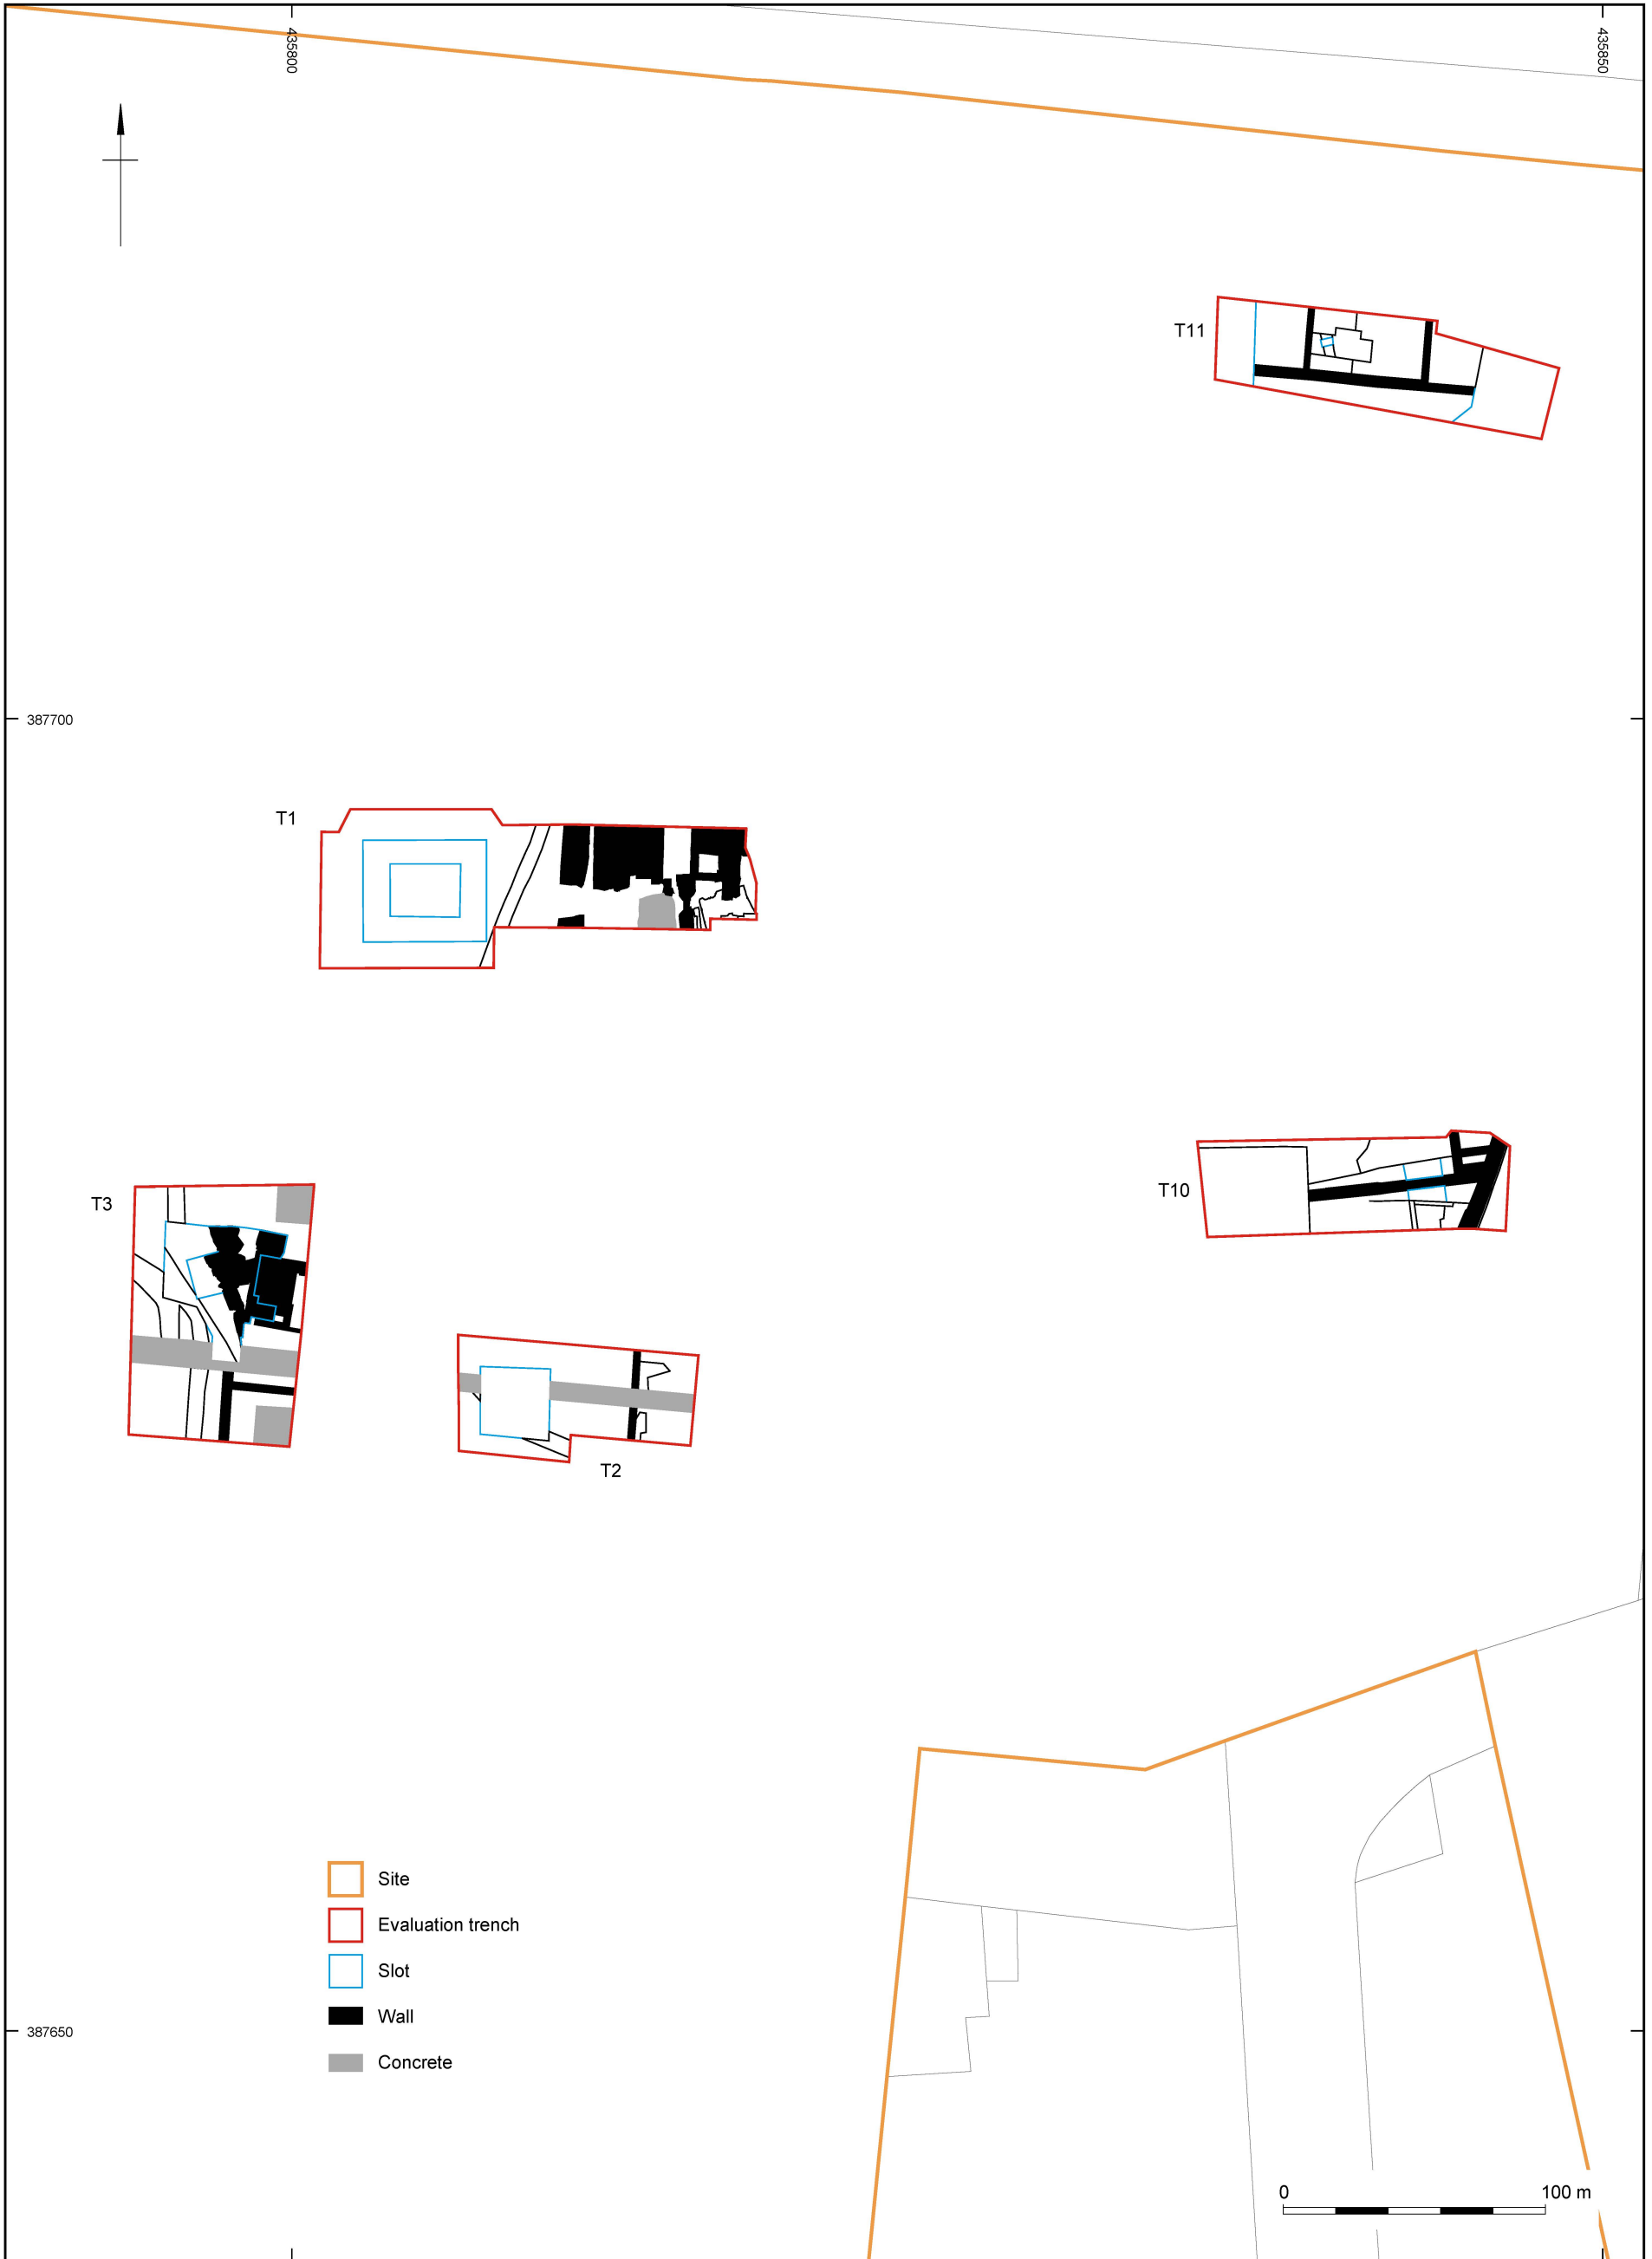 435800
435850
T11
387700
T1
T10
T3
T2
Site
Evaluation trench
Slot
Wall
387650
Concrete
0 100 m